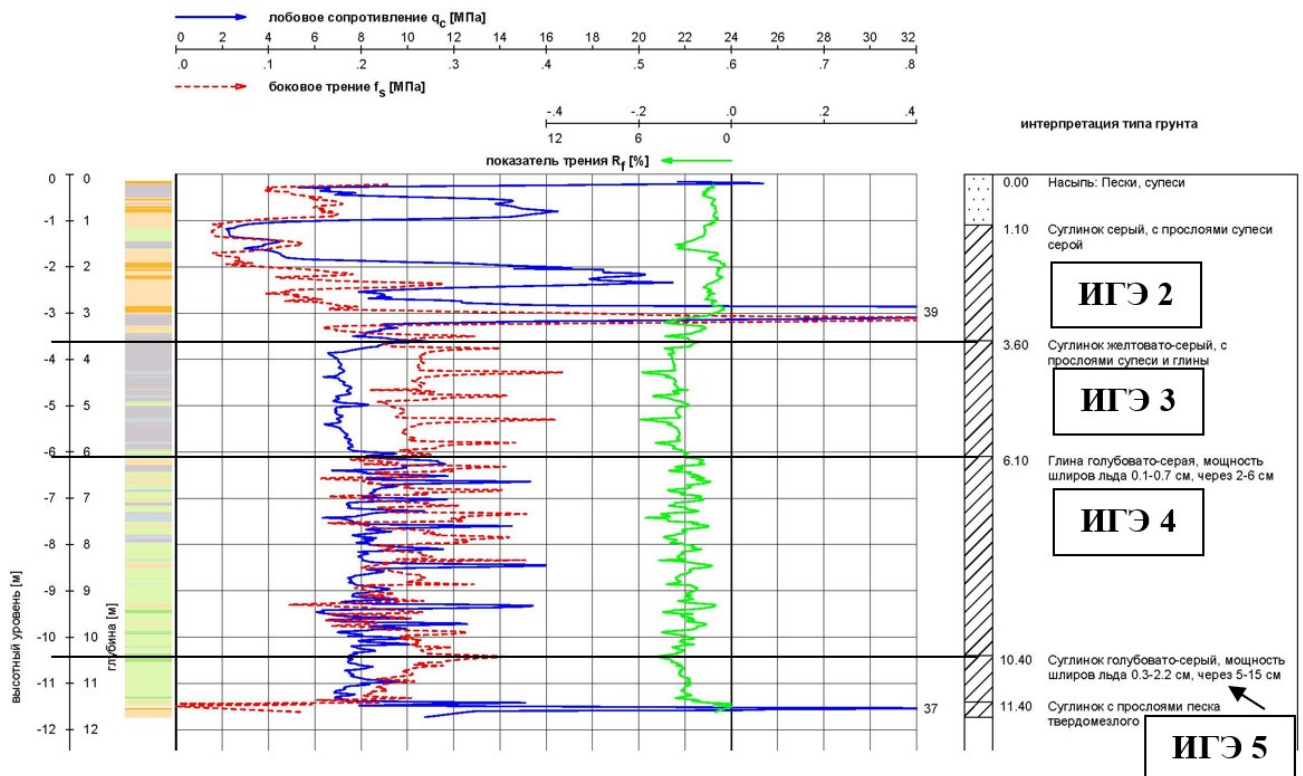 лобовое сопротивление qc [МПа]
0 2 4 6 8 10 12 14 16 18 20 22 24 26 28 30 32
.0 .1 .2 .3 .4 .5 .6 .7 .8
боковое трение fs [МПа]
-.4 -.2 .0 .2 .4
12 6 0
интерпретация типа грунта
показатель трения Rf [%]
0 0
-1 1
-2 2
-3 3
-4 4
-5 5
-6 6
-7 7
-8 8
-9 9
-10 10
-11 11
-12 12
высотный уровень [м]
глубина [м]
39
37
0.00 Насыпь: Пески, супеси
1.10 Суглинок серый, с прослоями супеси
серой
ИГЭ 2
3.60 Суглинок желтовато-серый, с
прослоями супеси и глины
ИГЭ 3
6.10 Глина голубовато-серая, мощность
шлиров льда 0.1-0.7 см, через 2-6 см
ИГЭ 4
10.40 Суглинок голубовато-серый, мощность
шлиров льда 0.3-2.2 см, через 5-15 см
11.40 Суглинок с прослоями песка
твердомезлого
ИГЭ 5